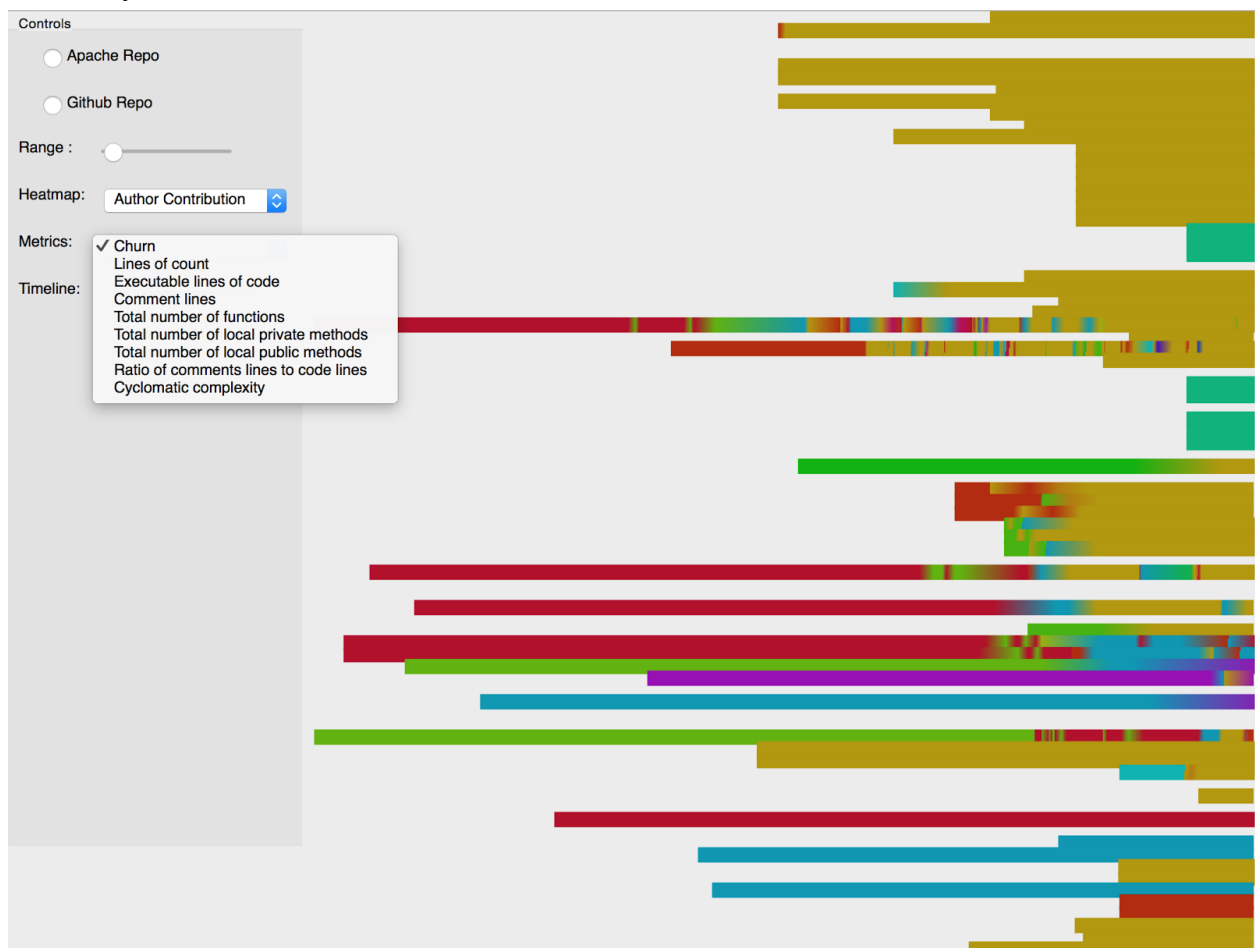 Controls
Apache Repo
Github Repo
Range :
Heatmap: Author Contribution
Metrics: ✓ Churn
Lines of count
Executable lines of code
Comment lines
Total number of functions
Total number of local private methods
Total number of local public methods
Ratio of comments lines to code lines
Cyclomatic complexity
Timeline: